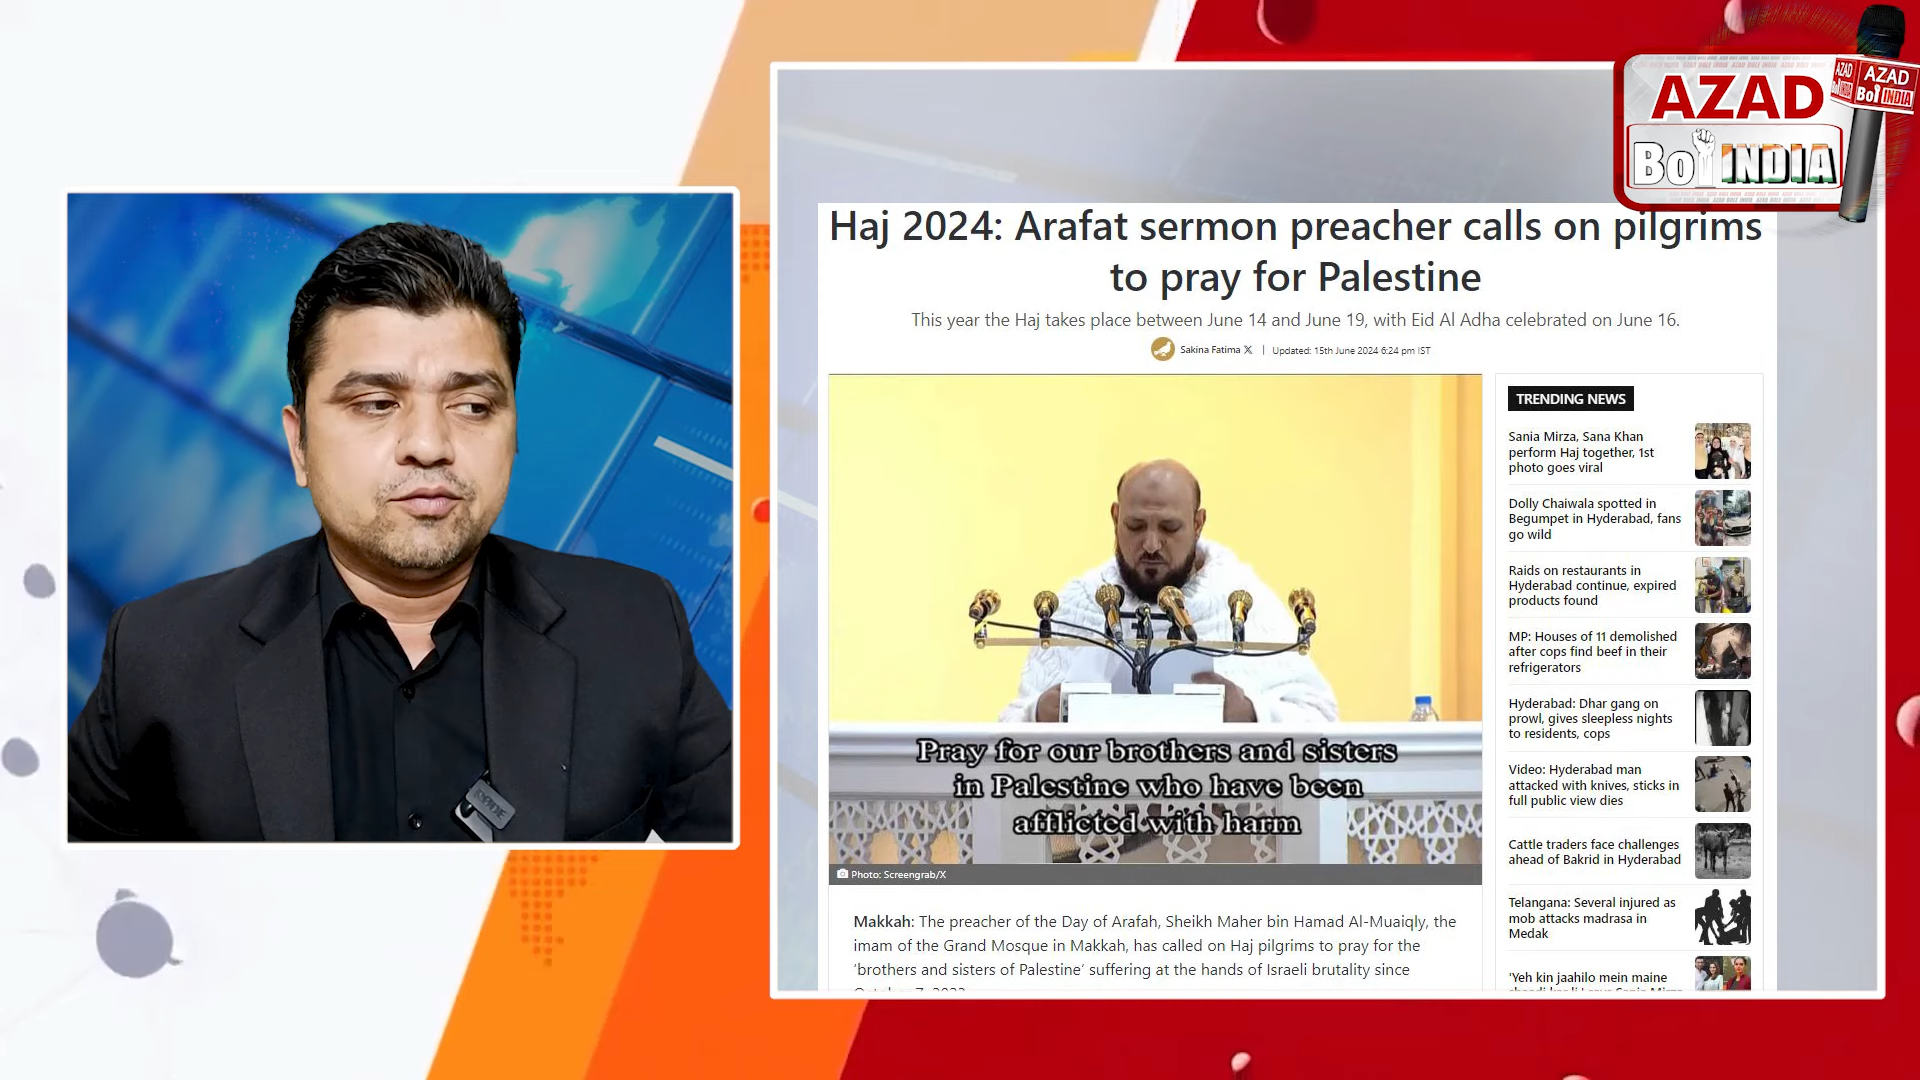 AZAD
Bol INDIA
AZAD
Bol INDIA
Haj 2024: Arafat sermon preacher calls on pilgrims
to pray for Palestine
This year the Haj takes place between June 14 and June 19, with Eid Al Adha celebrated on June 16.
Sakina Fatima X | Updated: 15th June 2024 6:24 pm IST
Pray for our brothers and sisters
in Palestine who have been
afflicted with harm
Photo: Screengrab/X
Makkah: The preacher of the Day of Arafah, Sheikh Maher bin Hamad Al-Muaiqly, the
imam of the Grand Mosque in Makkah, has called on Haj pilgrims to pray for the
‘brothers and sisters of Palestine’ suffering at the hands of Israeli brutality since
TRENDING NEWS
Sania Mirza, Sana Khan
perform Haj together, 1st
photo goes viral
Dolly Chaiwala spotted in
Begumpet in Hyderabad, fans
go wild
Raids on restaurants in
Hyderabad continue, expired
products found
MP: Houses of 11 demolished
after cops find beef in their
refrigerators
Hyderabad: Dhar gang on
prowl, gives sleepless nights
to residents, cops
Video: Hyderabad man
attacked with knives, sticks in
full public view dies
Cattle traders face challenges
ahead of Bakrid in Hyderabad
Telangana: Several injured as
mob attacks madrasa in
Medak
'Yeh kin jaahilo mein maine
RODE